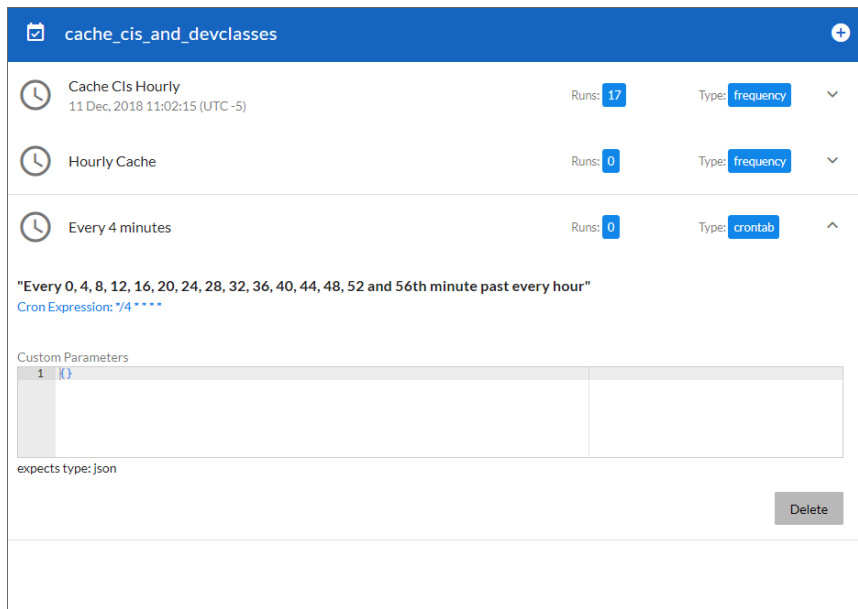 cache_cis_and_devclasses
Cache CIs Hourly
11 Dec, 2018 11:02:15 (UTC -5)
Runs: 17
Type: frequency
Hourly Cache
Runs: 0
Type: frequency
Every 4 minutes
Runs: 0
Type: crontab
"Every 0, 4, 8, 12, 16, 20, 24, 28, 32, 36, 40, 44, 48, 52 and 56th minute past every hour"
Cron Expression: */4 * * * *
Custom Parameters
1 {}
expects type: json
Delete